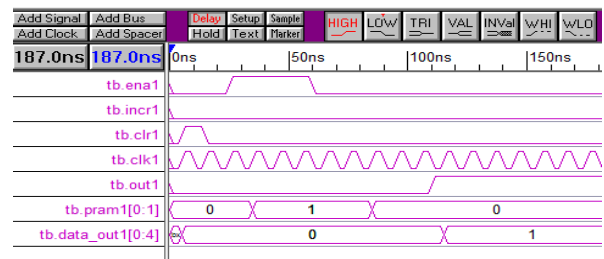 Add Signal Add Bus Delay Setup Sample HIGH LOW TRI VAL INVal WHI WLO
Add Clock Add Spacer Hold Text Marker
187.0ns 187.0ns 0ns 50ns 100ns 150ns
tb.ena1
tb.incr1
tb.clr1
tb.clk1
tb.out1
tb.pram1[0:1] 0 1 0
tb.data_out1[0:4] 0 1